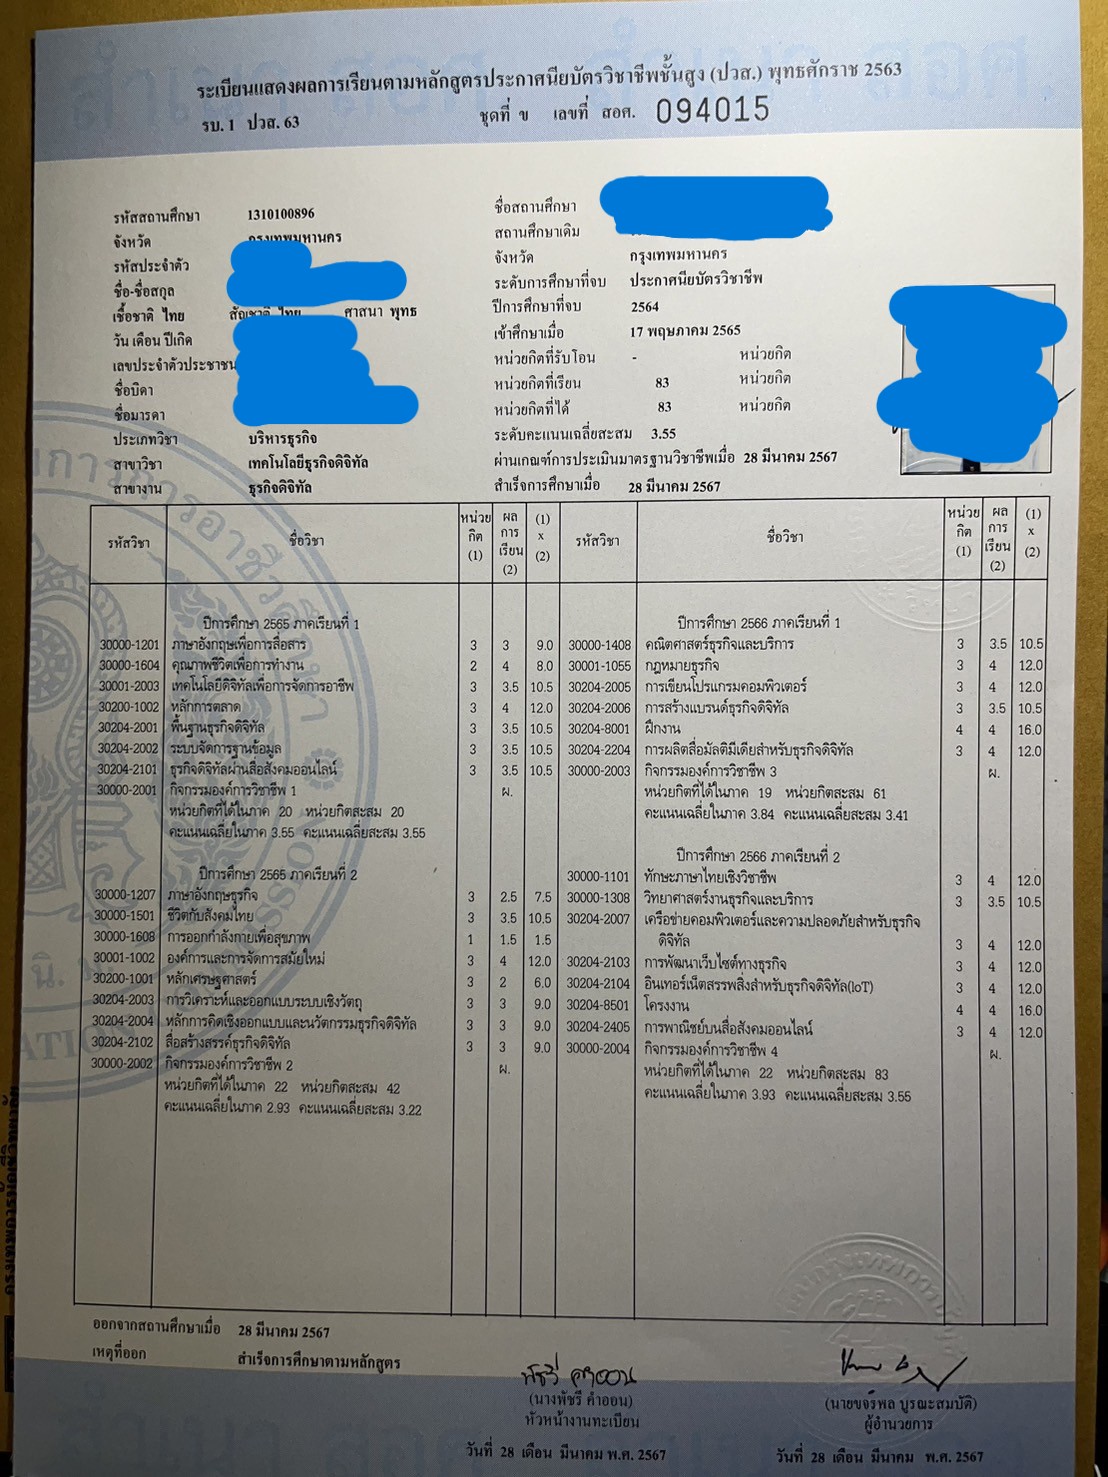 ระเบียนแสดงผลการเรียนตามหลักสูตรประกาศนียบัตรวิชาชีพชั้นสูง (ปวส.) พุทธศักราช 2563
รบ. 1 ปวส. 63 ชุดที่ ข เลขที่ สอศ. 094015
รหัสสถานศึกษา 1310100896
จังหวัด กรุงเทพมหานคร
รหัสประจำตัว
ชื่อ-ชื่อสกุล
เชื้อชาติ ไทย สัญชาติ ไทย ศาสนา พุทธ
วัน เดือน ปีเกิด
เลขประจำตัวประชาชน
ชื่อบิดา
ชื่อมารดา
ประเภทวิชา บริหารธุรกิจ
สาขาวิชา เทคโนโลยีธุรกิจดิจิทัล
สาขางาน ธุรกิจดิจิทัล
ชื่อสถานศึกษา
สถานศึกษาเดิม
จังหวัด กรุงเทพมหานคร
ระดับการศึกษาที่จบ ประกาศนียบัตรวิชาชีพ
ปีการศึกษาที่จบ 2564
เข้าศึกษาเมื่อ 17 พฤษภาคม 2565
หน่วยกิตที่รับโอน - หน่วยกิต
หน่วยกิตที่เรียน 83 หน่วยกิต
หน่วยกิตที่ได้ 83 หน่วยกิต
ระดับคะแนนเฉลี่ยสะสม 3.55
ผ่านเกณฑ์การประเมินมาตรฐานวิชาชีพเมื่อ 28 มีนาคม 2567
สำเร็จการศึกษาเมื่อ 28 มีนาคม 2567
รหัสวิชา ชื่อวิชา หน่วยกิต (1) ผลการเรียน (2) (1) x (2)
ปีการศึกษา 2565 ภาคเรียนที่ 1
30000-1201 ภาษาอังกฤษเพื่อการสื่อสาร 3 3 9.0
30000-1604 คุณภาพชีวิตเพื่อการทำงาน 2 4 8.0
30001-2003 เทคโนโลยีดิจิทัลเพื่อการจัดการอาชีพ 3 3.5 10.5
30200-1002 หลักการตลาด 3 4 12.0
30204-2001 พื้นฐานธุรกิจดิจิทัล 3 3.5 10.5
30204-2002 ระบบจัดการฐานข้อมูล 3 3.5 10.5
30204-2101 ธุรกิจดิจิทัลผ่านสื่อสังคมออนไลน์ 3 3.5 10.5
30000-2001 กิจกรรมองค์การวิชาชีพ 1 ผ.
หน่วยกิตที่ได้ในภาค 20 หน่วยกิตสะสม 20
คะแนนเฉลี่ยในภาค 3.55 คะแนนเฉลี่ยสะสม 3.55
ปีการศึกษา 2565 ภาคเรียนที่ 2
30000-1207 ภาษาอังกฤษธุรกิจ 3 2.5 7.5
30000-1501 ชีวิตกับสังคมไทย 3 3.5 10.5
30000-1608 การออกกำลังกายเพื่อสุขภาพ 1 1.5 1.5
30001-1002 องค์การและการจัดการสมัยใหม่ 3 4 12.0
30200-1001 หลักเศรษฐศาสตร์ 3 2 6.0
30204-2003 การวิเคราะห์และออกแบบระบบเชิงวัตถุ 3 3 9.0
30204-2004 หลักการคิดเชิงออกแบบและนวัตกรรมธุรกิจดิจิทัล 3 3 9.0
30204-2102 สื่อสร้างสรรค์ธุรกิจดิจิทัล 3 3 9.0
30000-2002 กิจกรรมองค์การวิชาชีพ 2 ผ.
หน่วยกิตที่ได้ในภาค 22 หน่วยกิตสะสม 42
คะแนนเฉลี่ยในภาค 2.93 คะแนนเฉลี่ยสะสม 3.22
รหัสวิชา ชื่อวิชา หน่วยกิต (1) ผลการเรียน (2) (1) x (2)
ปีการศึกษา 2566 ภาคเรียนที่ 1
30000-1408 คณิตศาสตร์ธุรกิจและบริการ 3 3.5 10.5
30001-1055 กฎหมายธุรกิจ 3 4 12.0
30204-2005 การเขียนโปรแกรมคอมพิวเตอร์ 3 4 12.0
30204-2006 การสร้างแบรนด์ธุรกิจดิจิทัล 3 3.5 10.5
30204-8001 ฝึกงาน 4 4 16.0
30204-2204 การผลิตสื่อมัลติมีเดียสำหรับธุรกิจดิจิทัล 3 4 12.0
30000-2003 กิจกรรมองค์การวิชาชีพ 3 ผ.
หน่วยกิตที่ได้ในภาค 19 หน่วยกิตสะสม 61
คะแนนเฉลี่ยในภาค 3.84 คะแนนเฉลี่ยสะสม 3.41
ปีการศึกษา 2566 ภาคเรียนที่ 2
30000-1101 ทักษะภาษาไทยเชิงวิชาชีพ 3 4 12.0
30000-1308 วิทยาศาสตร์งานธุรกิจและบริการ 3 3.5 10.5
30204-2007 เครือข่ายคอมพิวเตอร์และความปลอดภัยสำหรับธุรกิจ
ดิจิทัล 3 4 12.0
30204-2103 การพัฒนาเว็บไซต์ทางธุรกิจ 3 4 12.0
30204-2104 อินเทอร์เน็ตสรรพสิ่งสำหรับธุรกิจดิจิทัล(IoT) 3 4 12.0
30204-8501 โครงงาน 4 4 16.0
30204-2405 การพาณิชย์บนสื่อสังคมออนไลน์ 3 4 12.0
30000-2004 กิจกรรมองค์การวิชาชีพ 4 ผ.
หน่วยกิตที่ได้ในภาค 22 หน่วยกิตสะสม 83
คะแนนเฉลี่ยในภาค 3.93 คะแนนเฉลี่ยสะสม 3.55
ออกจากสถานศึกษาเมื่อ 28 มีนาคม 2567
เหตุที่ออก สำเร็จการศึกษาตามหลักสูตร
พัชรี คำออน
(นางพัชรี คำออน)
หัวหน้างานทะเบียน
วันที่ 28 เดือน มีนาคม พ.ศ. 2567
(นายขจรพล บูรณะสมบัติ)
ผู้อำนวยการ
วันที่ 28 เดือน มีนาคม พ.ศ. 2567